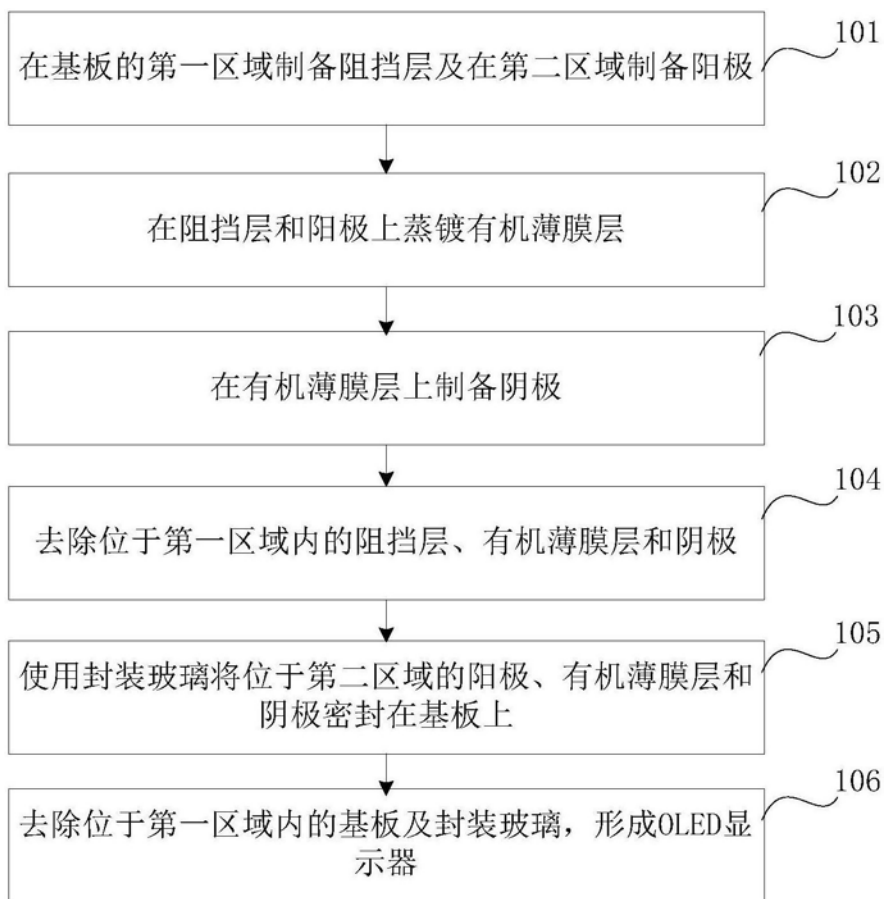 101
在基板的第一区域制备阻挡层及在第二区域制备阳极
102
在阻挡层和阳极上蒸镀有机薄膜层
103
在有机薄膜层上制备阴极
104
去除位于第一区域内的阻挡层、有机薄膜层和阴极
105
使用封装玻璃将位于第二区域的阳极、有机薄膜层和
阴极密封在基板上
106
去除位于第一区域内的基板及封装玻璃，形成OLED显
示器